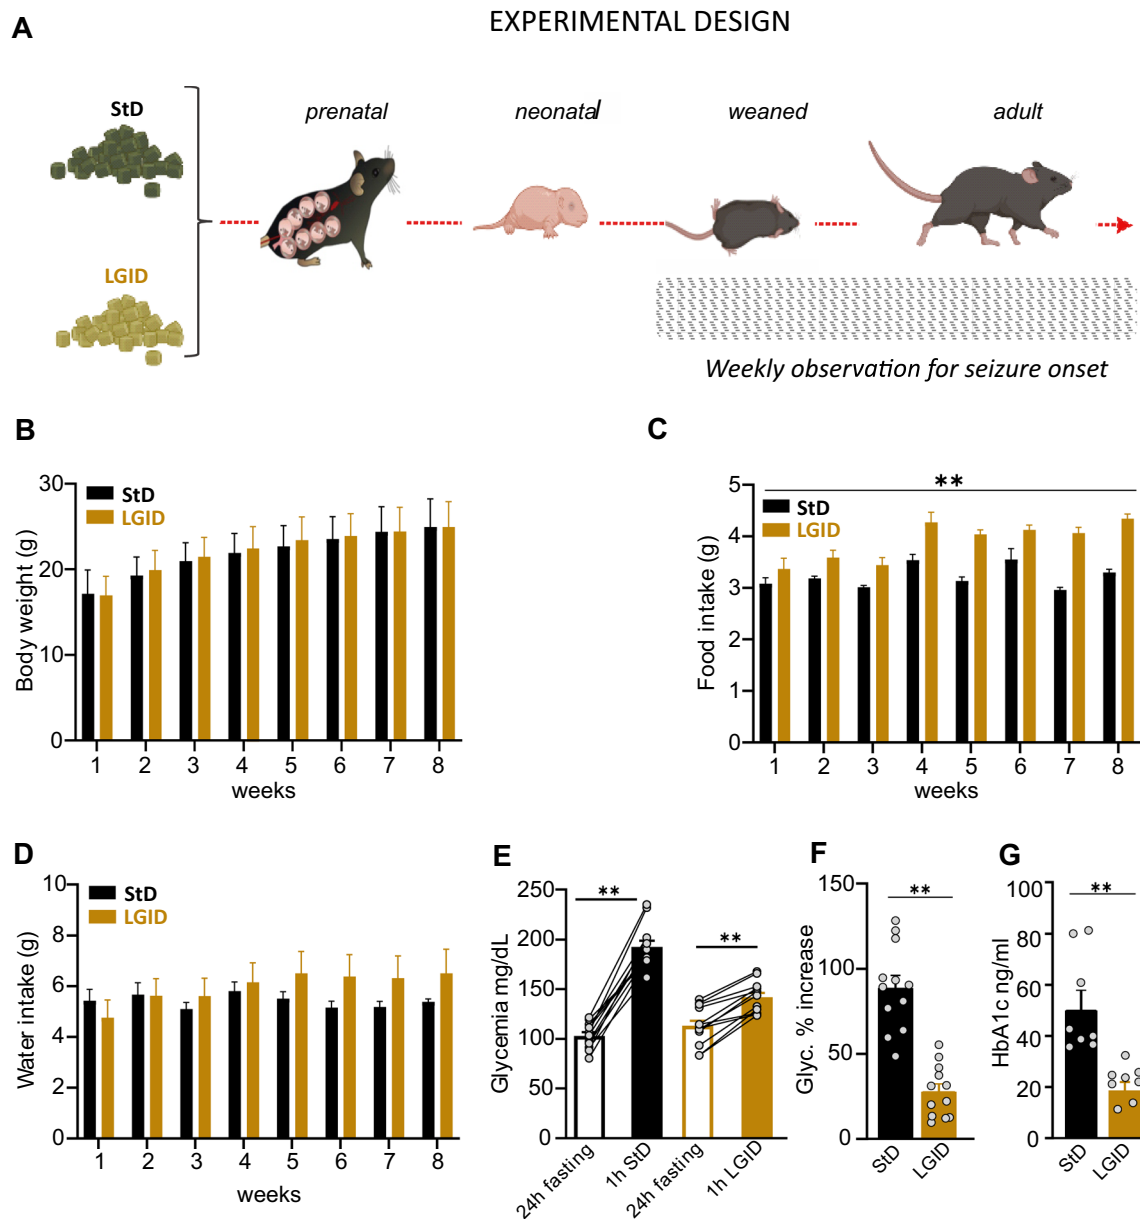 A
EXPERIMENTAL DESIGN
StD
LGID
prenatal
neonatal
weaned
adult
Weekly observation for seizure onset
B
Body weight (g)
30
20
10
0
StD
LGID
1 2 3 4 5 6 7 8
weeks
C
Food intake (g)
5
4
3
2
1
0
**
StD
LGID
1 2 3 4 5 6 7 8
weeks
D
Water intake (g)
10
8
6
4
2
0
StD
LGID
1 2 3 4 5 6 7 8
weeks
E
Glycemia mg/dL
250
200
150
100
50
0
**
**
24h fasting
1h StD
24h fasting
1h LGID
F
Glyc. % increase
150
100
50
0
**
StD
LGID
G
HbA1c ng/ml
100
80
60
40
20
0
**
StD
LGID